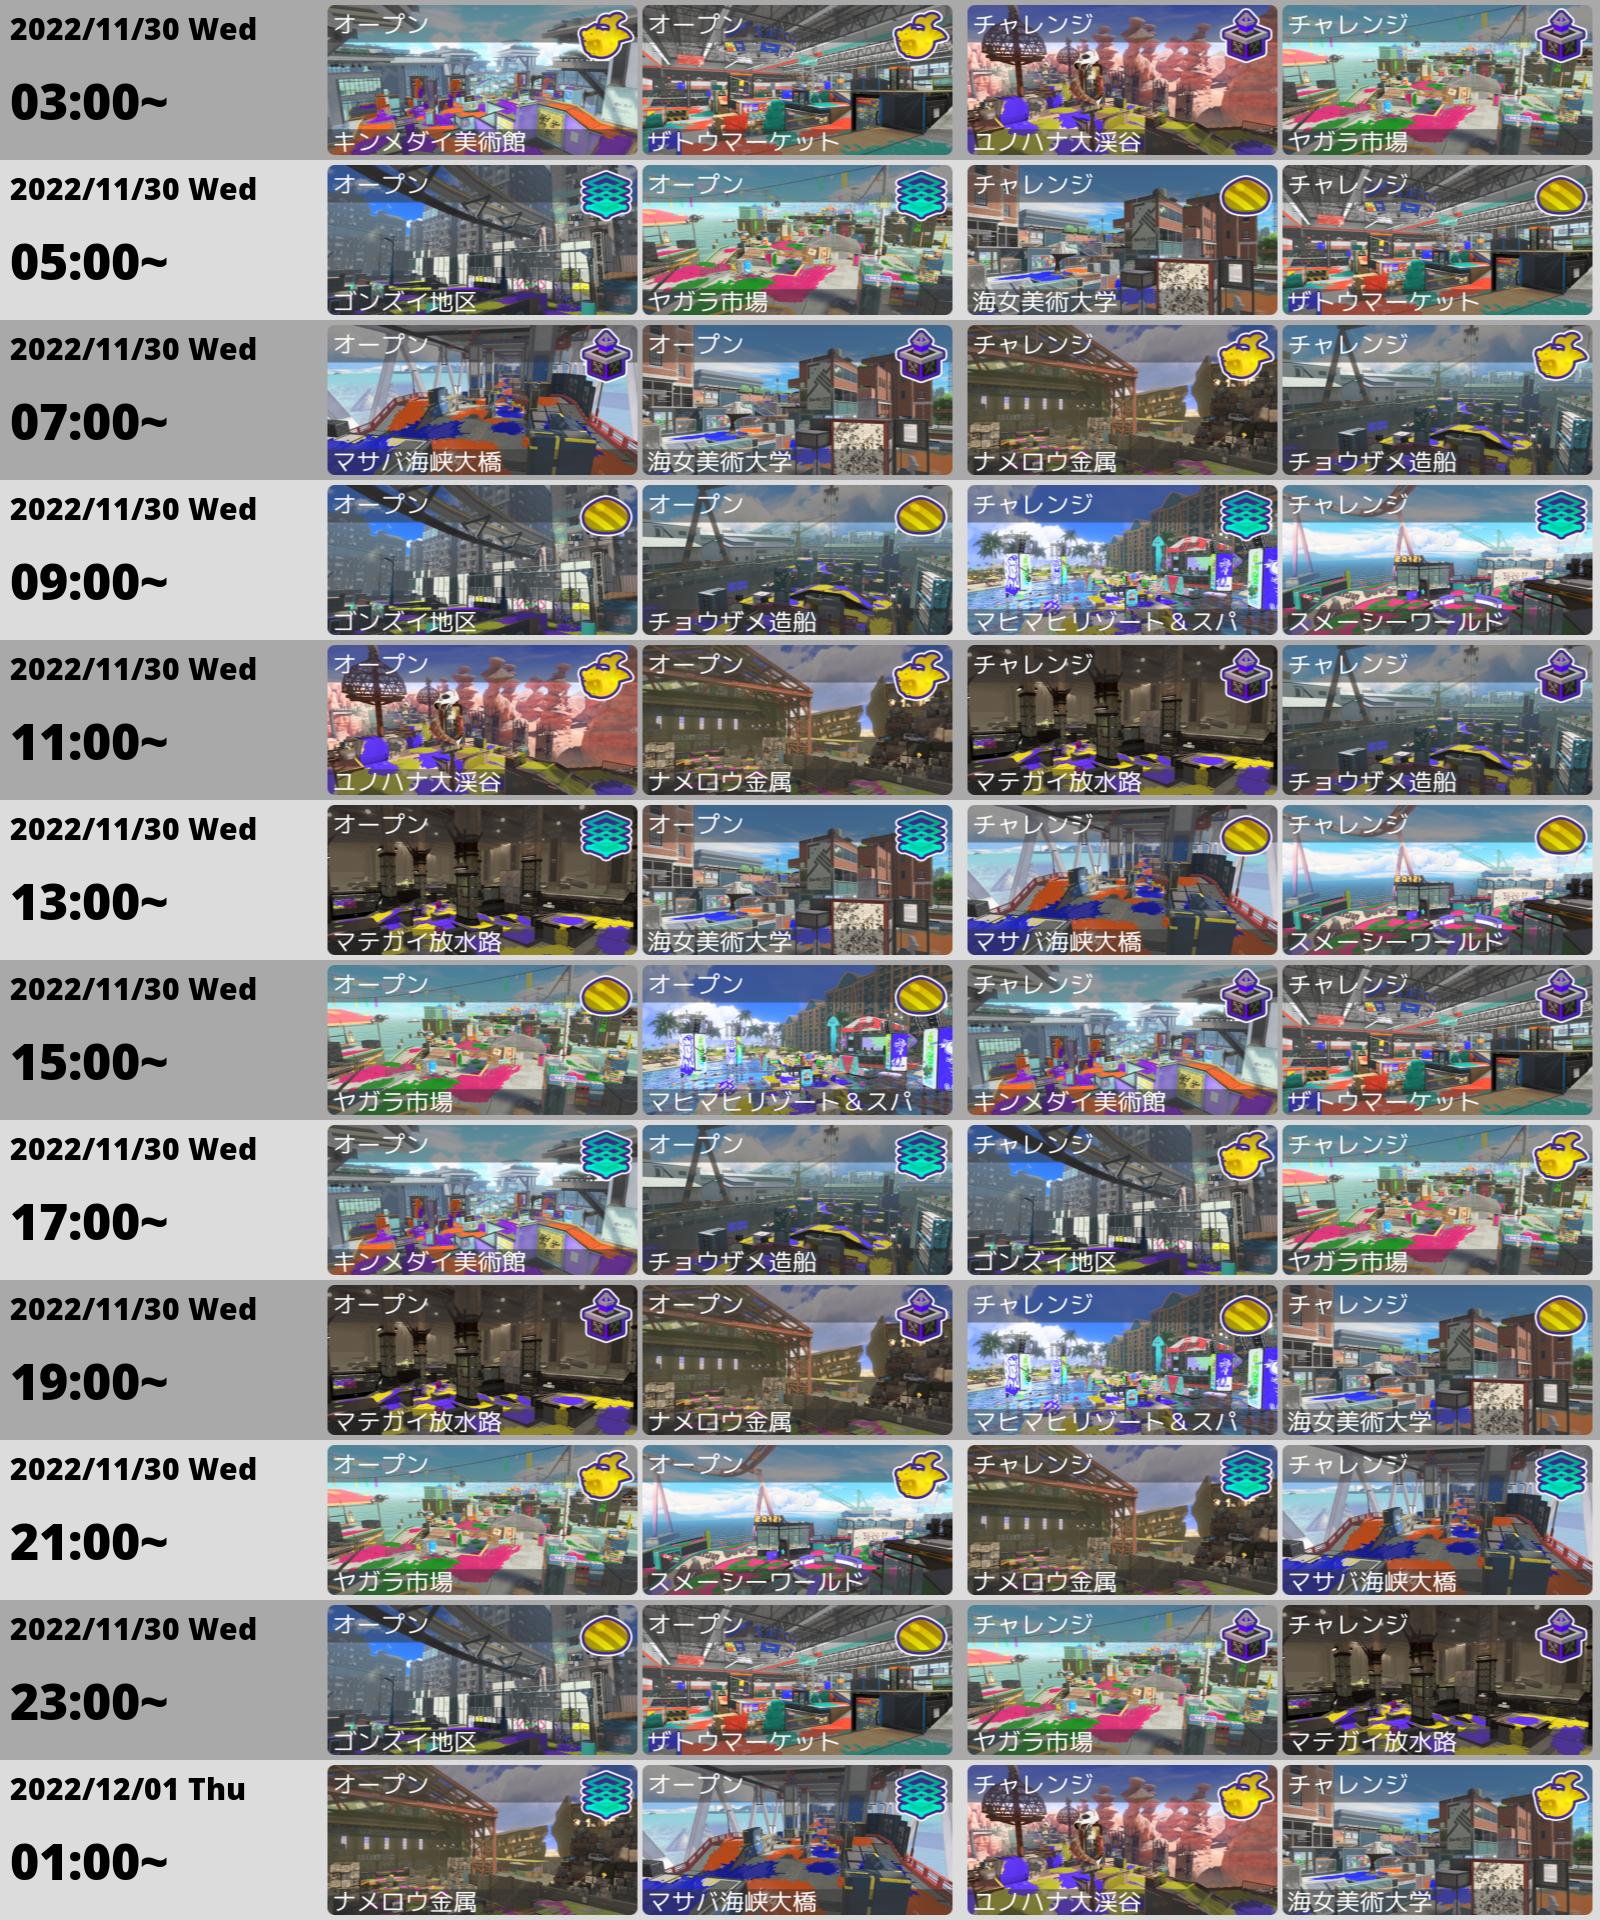 2022/11/30 Wed
03:00~
オープン
キンメダイ美術館
オープン
ザトウマーケット
チャレンジ
ユノハナ大渓谷
チャレンジ
ヤガラ市場
2022/11/30 Wed
05:00~
オープン
ゴンズイ地区
オープン
ヤガラ市場
チャレンジ
海女美術大学
チャレンジ
ザトウマーケット
2022/11/30 Wed
07:00~
オープン
マサバ海峡大橋
オープン
海女美術大学
チャレンジ
ナメロウ金属
チャレンジ
チョウザメ造船
2022/11/30 Wed
09:00~
オープン
ゴンズイ地区
オープン
チョウザメ造船
チャレンジ
マヒマヒリゾート＆スパ
チャレンジ
スメーシーワールド
2022/11/30 Wed
11:00~
オープン
ユノハナ大渓谷
オープン
ナメロウ金属
チャレンジ
マテガイ放水路
チャレンジ
チョウザメ造船
2022/11/30 Wed
13:00~
オープン
マテガイ放水路
オープン
海女美術大学
チャレンジ
マサバ海峡大橋
チャレンジ
スメーシーワールド
2022/11/30 Wed
15:00~
オープン
ヤガラ市場
オープン
マヒマヒリゾート＆スパ
チャレンジ
キンメダイ美術館
チャレンジ
ザトウマーケット
2022/11/30 Wed
17:00~
オープン
キンメダイ美術館
オープン
チョウザメ造船
チャレンジ
ゴンズイ地区
チャレンジ
ヤガラ市場
2022/11/30 Wed
19:00~
オープン
マテガイ放水路
オープン
ナメロウ金属
チャレンジ
マヒマヒリゾート＆スパ
チャレンジ
海女美術大学
2022/11/30 Wed
21:00~
オープン
ヤガラ市場
オープン
スメーシーワールド
チャレンジ
ナメロウ金属
チャレンジ
マサバ海峡大橋
2022/11/30 Wed
23:00~
オープン
ゴンズイ地区
オープン
ザトウマーケット
チャレンジ
ヤガラ市場
チャレンジ
マテガイ放水路
2022/12/01 Thu
01:00~
オープン
ナメロウ金属
オープン
マサバ海峡大橋
チャレンジ
ユノハナ大渓谷
チャレンジ
海女美術大学